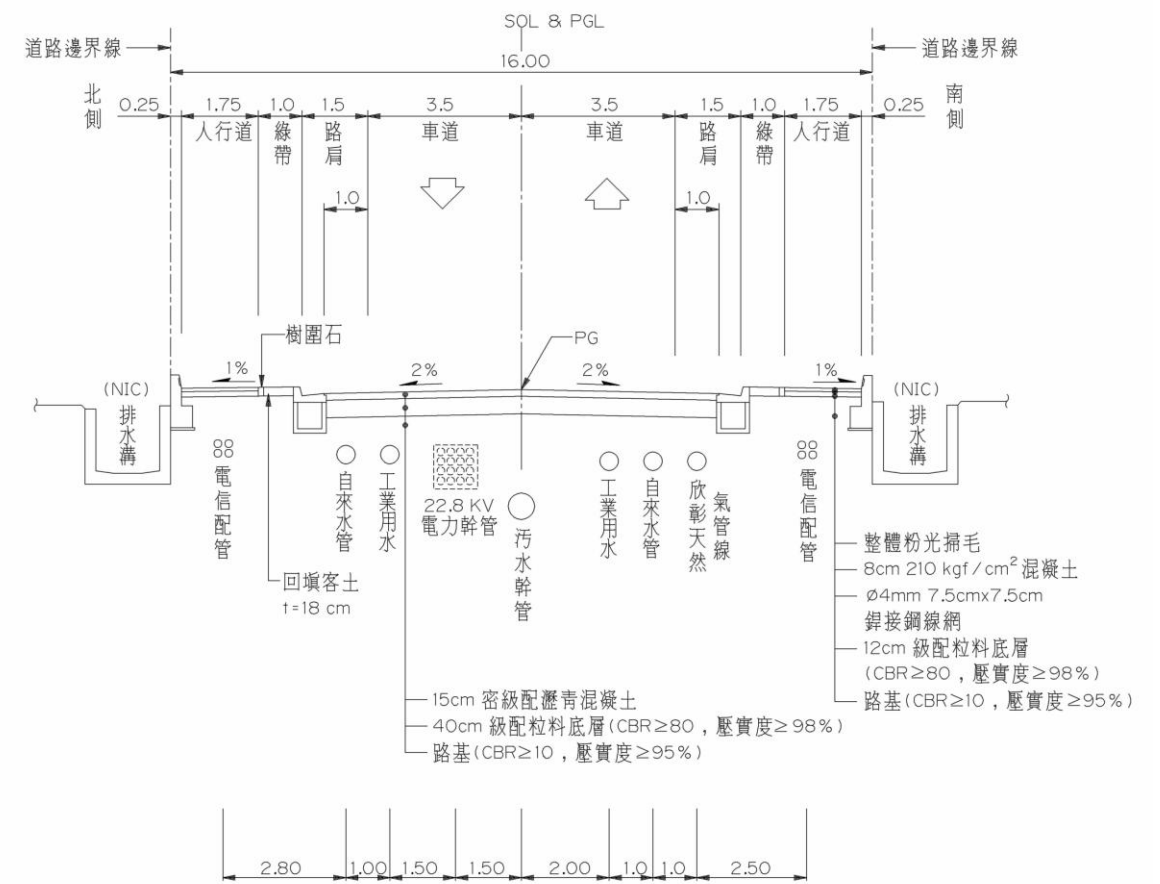 SOL & PGL
道路邊界線
道路邊界線
16.00
北側
南側
0.25
1.75
1.0
1.5
3.5
3.5
1.5
1.0
1.75
0.25
人行道
綠帶
路肩
車道
車道
路肩
綠帶
人行道
1.0
1.0
樹圍石
PG
1%
2%
2%
1%
(NIC)
排水溝
(NIC)
排水溝
電信配管
自來水管
工業用水
22.8 KV
電力幹管
污水幹管
工業用水
自來水管
欣彰天然
氣管線
電信配管
回填客土
t=18 cm
整體粉光掃毛
8cm 210 kgf/cm² 混凝土
Ø4mm 7.5cmx7.5cm
銲接鋼線網
12cm 級配粒料底層
(CBR≥80，壓實度≥98%)
路基(CBR≥10，壓實度≥95%)
15cm 密級配瀝青混凝土
40cm 級配粒料底層(CBR≥80，壓實度≥98%)
路基(CBR≥10，壓實度≥95%)
2.80
1.00
1.50
1.50
2.00
1.0
1.0
2.50